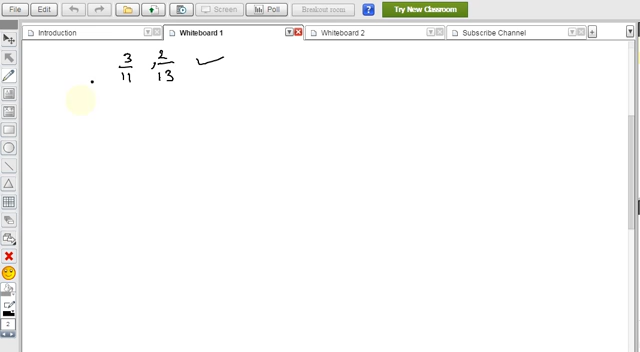 File Edit Screen Poll Breakout room ? Try New Classroom
Introduction Whiteboard 1 Whiteboard 2 Subscribe Channel
3/11 , 2/13 ✓
2